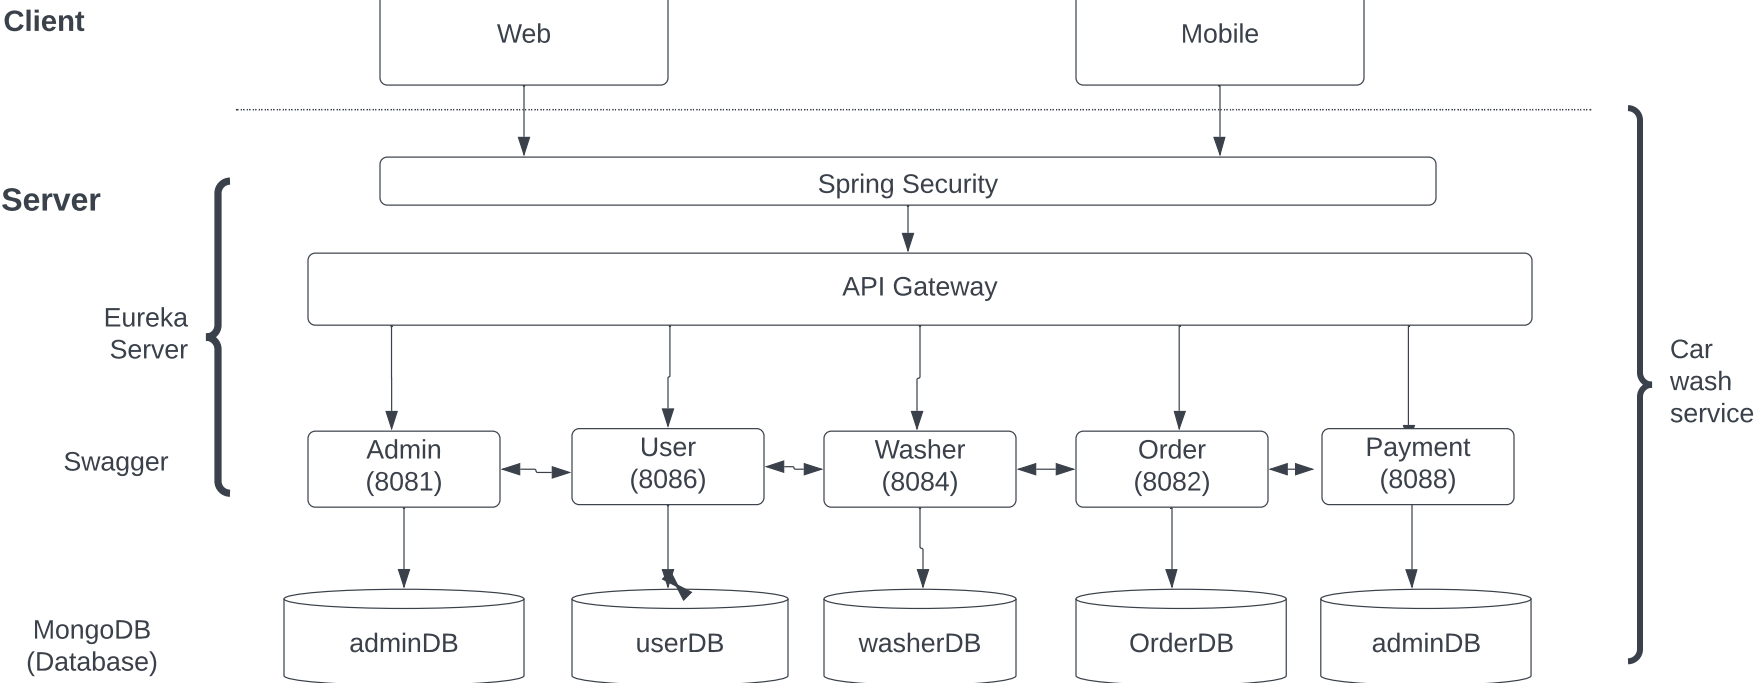 Client
Web
Mobile
Spring Security
Server
API Gateway
Eureka
Server
Car
wash
service
Swagger
Admin
(8081)
User
(8086)
Washer
(8084)
Order
(8082)
Payment
(8088)
MongoDB
(Database)
adminDB
userDB
washerDB
OrderDB
adminDB